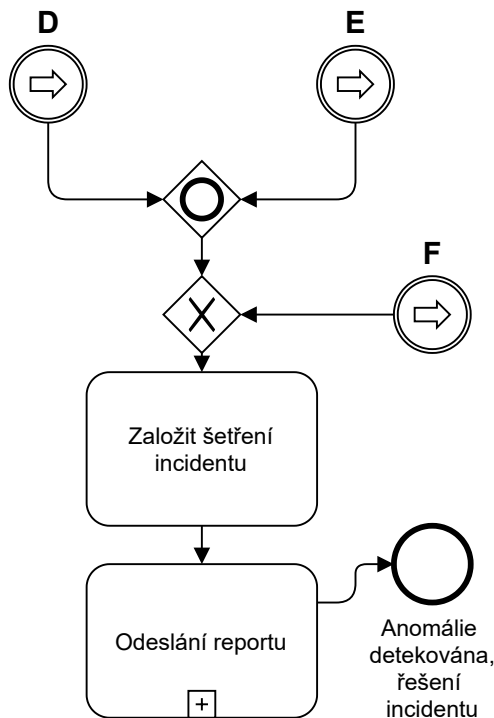 D
E
F
Založit šetření
incidentu
Odeslání reportu
Anomálie
detekována,
řešení
incidentu